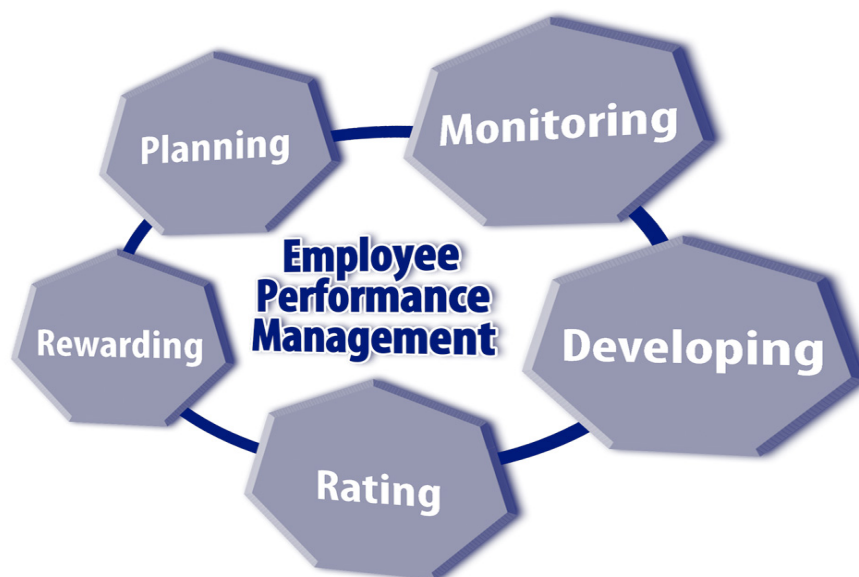 Planning
Monitoring
Employee
Performance
Management
Rewarding
Developing
Rating